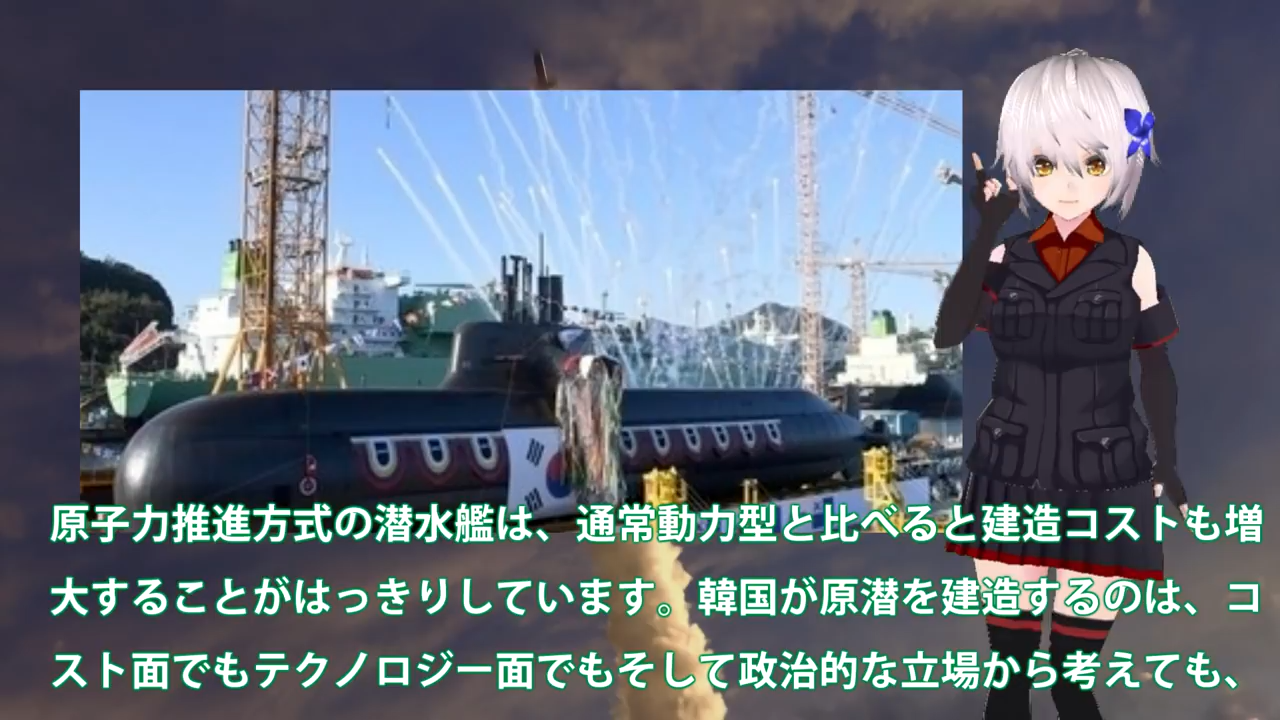 原子力推進方式の潜水艦は、通常動力型と比べると建造コストも増
大することがはっきりしています。韓国が原潜を建造するのは、コ
スト面でもテクノロジー面でもそして政治的な立場から考えても、